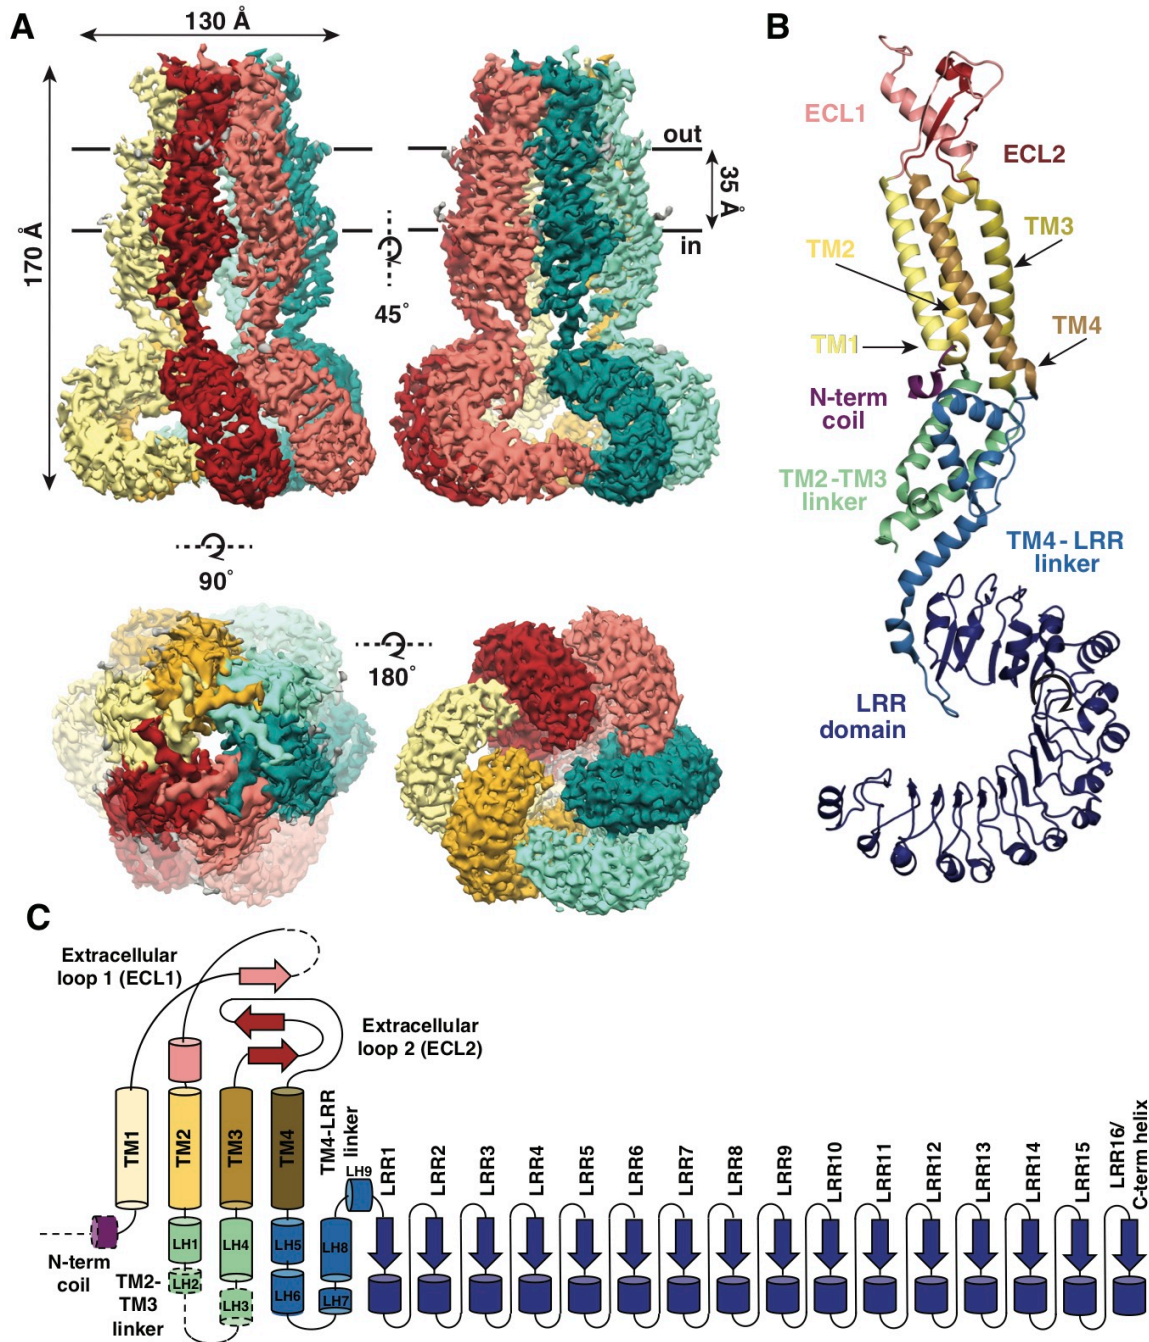 A
130 Å
170 Å
out
35 Å
in
45°
90°
180°
B
ECL1
ECL2
TM2
TM3
TM1
TM4
N-term
coil
TM2-TM3
linker
TM4-LRR
linker
LRR
domain
C
Extracellular
loop 1 (ECL1)
Extracellular
loop 2 (ECL2)
TM1
TM2
TM3
TM4
TM4-LRR
linker
LH9
LRR1
LRR2
LRR3
LRR4
LRR5
LRR6
LRR7
LRR8
LRR9
LRR10
LRR11
LRR12
LRR13
LRR14
LRR15
LRR16/
C-term helix
N-term
coil
TM2-
TM3
linker
LH1
LH2
LH4
LH3
LH5
LH6
LH8
LH7